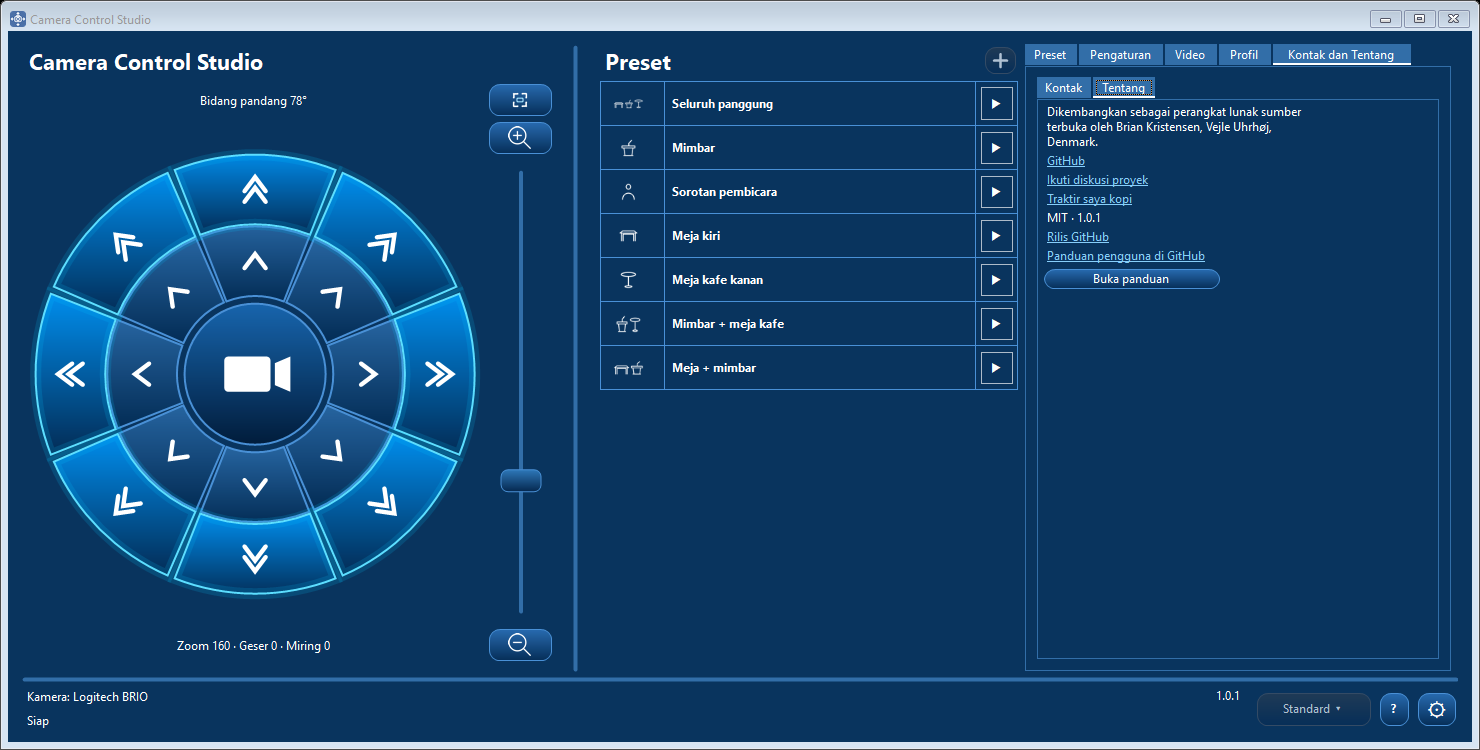 Camera Control Studio
Camera Control Studio
Bidang pandang 78°
Zoom 160 · Geser 0 · Miring 0
Preset
Seluruh panggung
Mimbar
Sorotan pembicara
Meja kiri
Meja kafe kanan
Mimbar + meja kafe
Meja + mimbar
Preset
Pengaturan
Video
Profil
Kontak dan Tentang
Kontak
Tentang
Dikembangkan sebagai perangkat lunak sumber
terbuka oleh Brian Kristensen, Vejle Uhrhøj,
Denmark.
GitHub
Ikuti diskusi proyek
Traktir saya kopi
MIT · 1.0.1
Rilis GitHub
Panduan pengguna di GitHub
Buka panduan
Kamera: Logitech BRIO
Siap
1.0.1
Standard
?